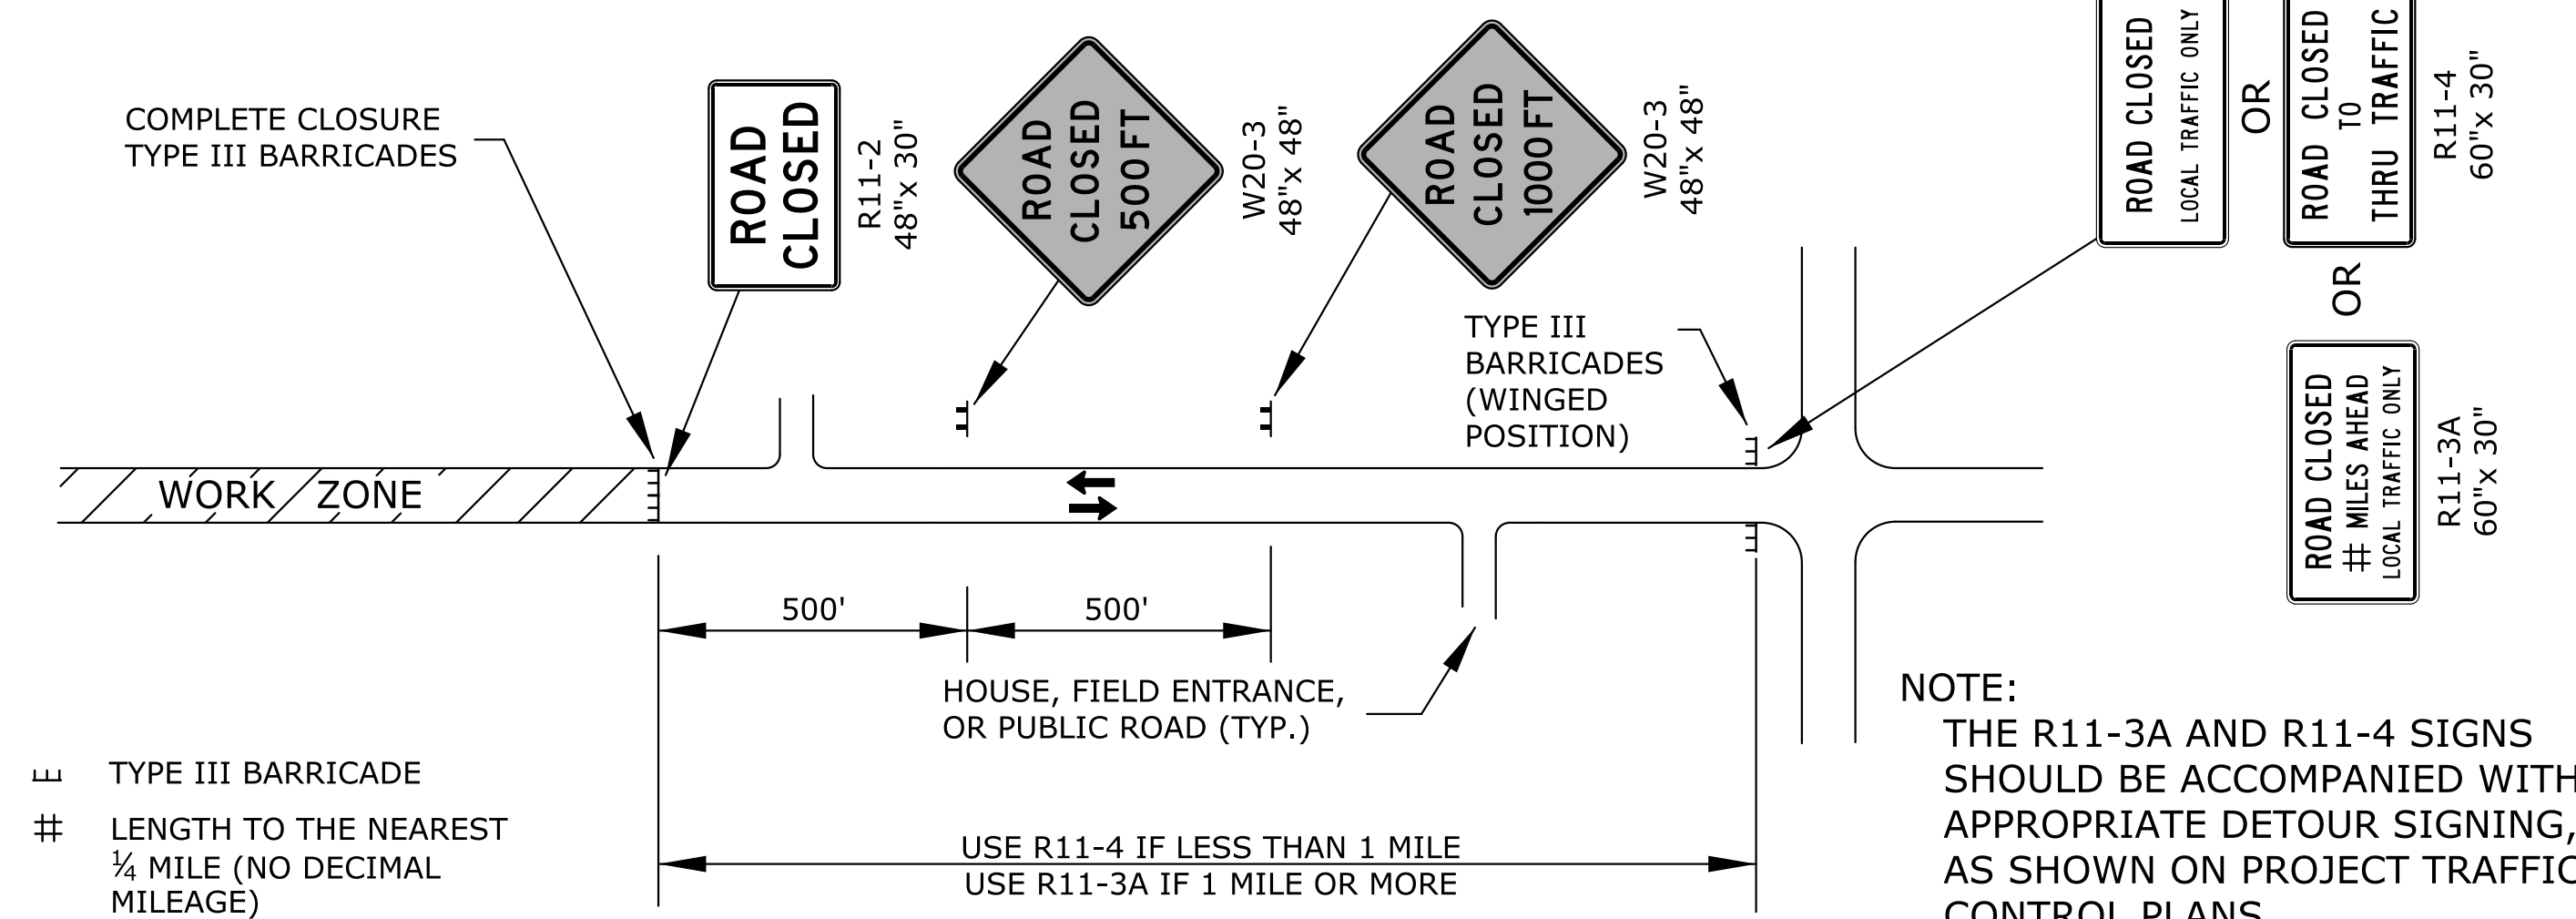 COMPLETE CLOSURE
TYPE III BARRICADES
ROAD
CLOSED
R11-2
48"x 30"
ROAD
CLOSED
500FT
W20-3
48"x 48"
ROAD
CLOSED
1000FT
W20-3
48"x 48"
ROAD CLOSED
LOCAL TRAFFIC ONLY
OR
ROAD CLOSED
TO
THRU TRAFFIC
R11-4
60"x 30"
OR
ROAD CLOSED
# MILES AHEAD
LOCAL TRAFFIC ONLY
R11-3A
60"x 30"
TYPE III
BARRICADES
(WINGED
POSITION)
WORK ZONE
500'
500'
HOUSE, FIELD ENTRANCE,
OR PUBLIC ROAD (TYP.)
TYPE III BARRICADE
# LENGTH TO THE NEAREST
¼ MILE (NO DECIMAL
MILEAGE)
USE R11-4 IF LESS THAN 1 MILE
USE R11-3A IF 1 MILE OR MORE
NOTE:
THE R11-3A AND R11-4 SIGNS
SHOULD BE ACCOMPANIED WITH
APPROPRIATE DETOUR SIGNING,
AS SHOWN ON PROJECT TRAFFIC
CONTROL PLANS